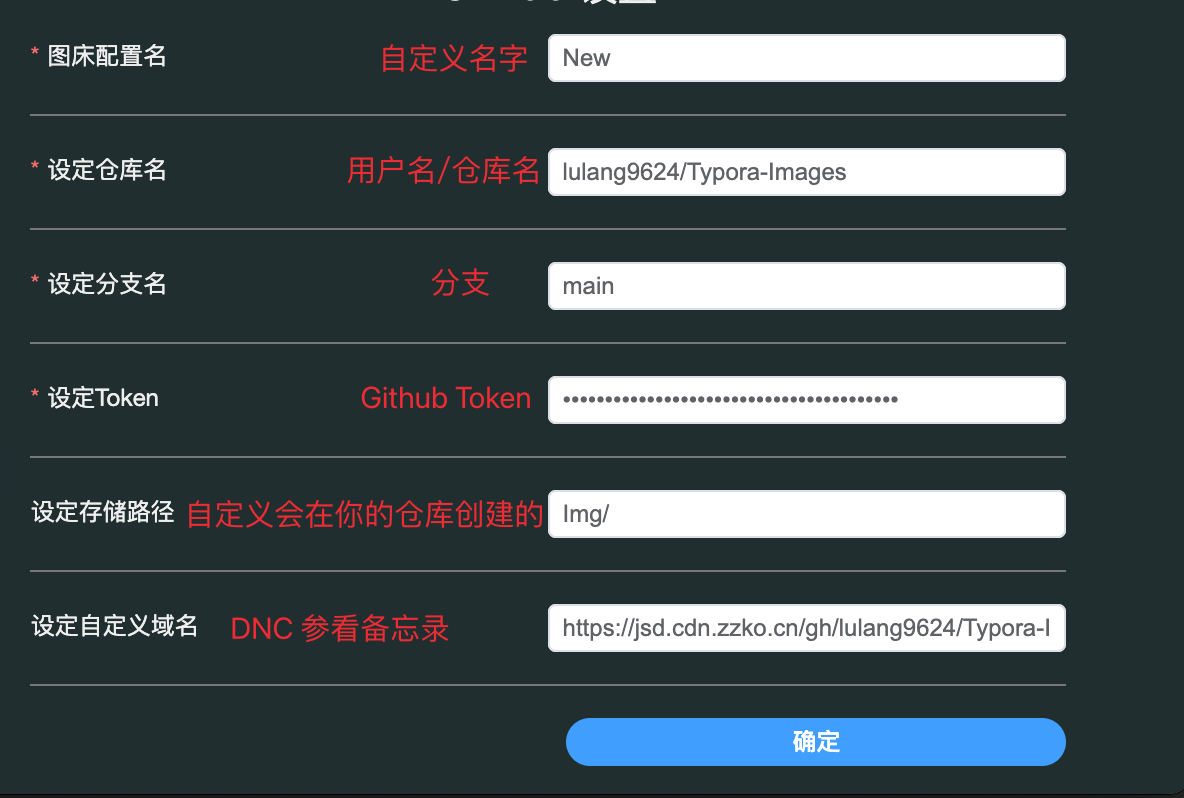 * 图床配置名 自定义名字 New
* 设定仓库名 用户名/仓库名 lulang9624/Typora-Images
* 设定分支名 分支 main
* 设定Token Github Token ••••••••••••••••••••••••••••••••••••••••
设定存储路径 自定义会在你的仓库创建的 Img/
设定自定义域名 DNC 参看备忘录 https://jsd.cdn.zzko.cn/gh/lulang9624/Typora-I
确定